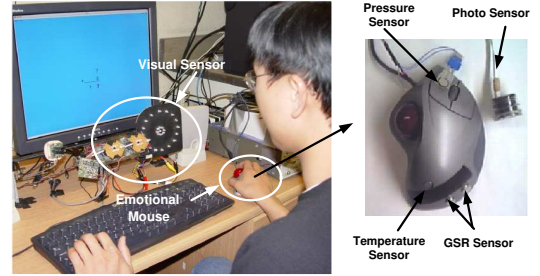 Visual Sensor
Emotional
Mouse
Pressure
Sensor
Photo Sensor
Temperature
Sensor
GSR Sensor